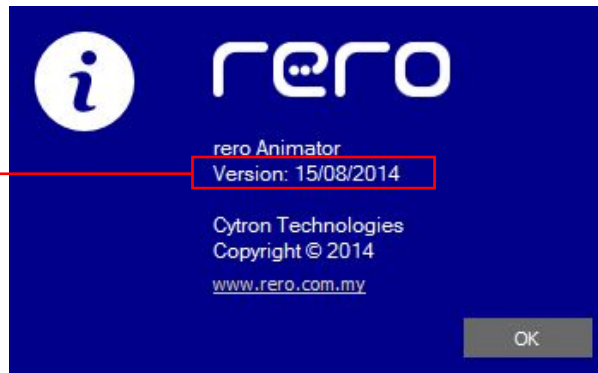 i
rero
rero Animator
Version: 15/08/2014
Cytron Technologies
Copyright © 2014
www.rero.com.my
OK